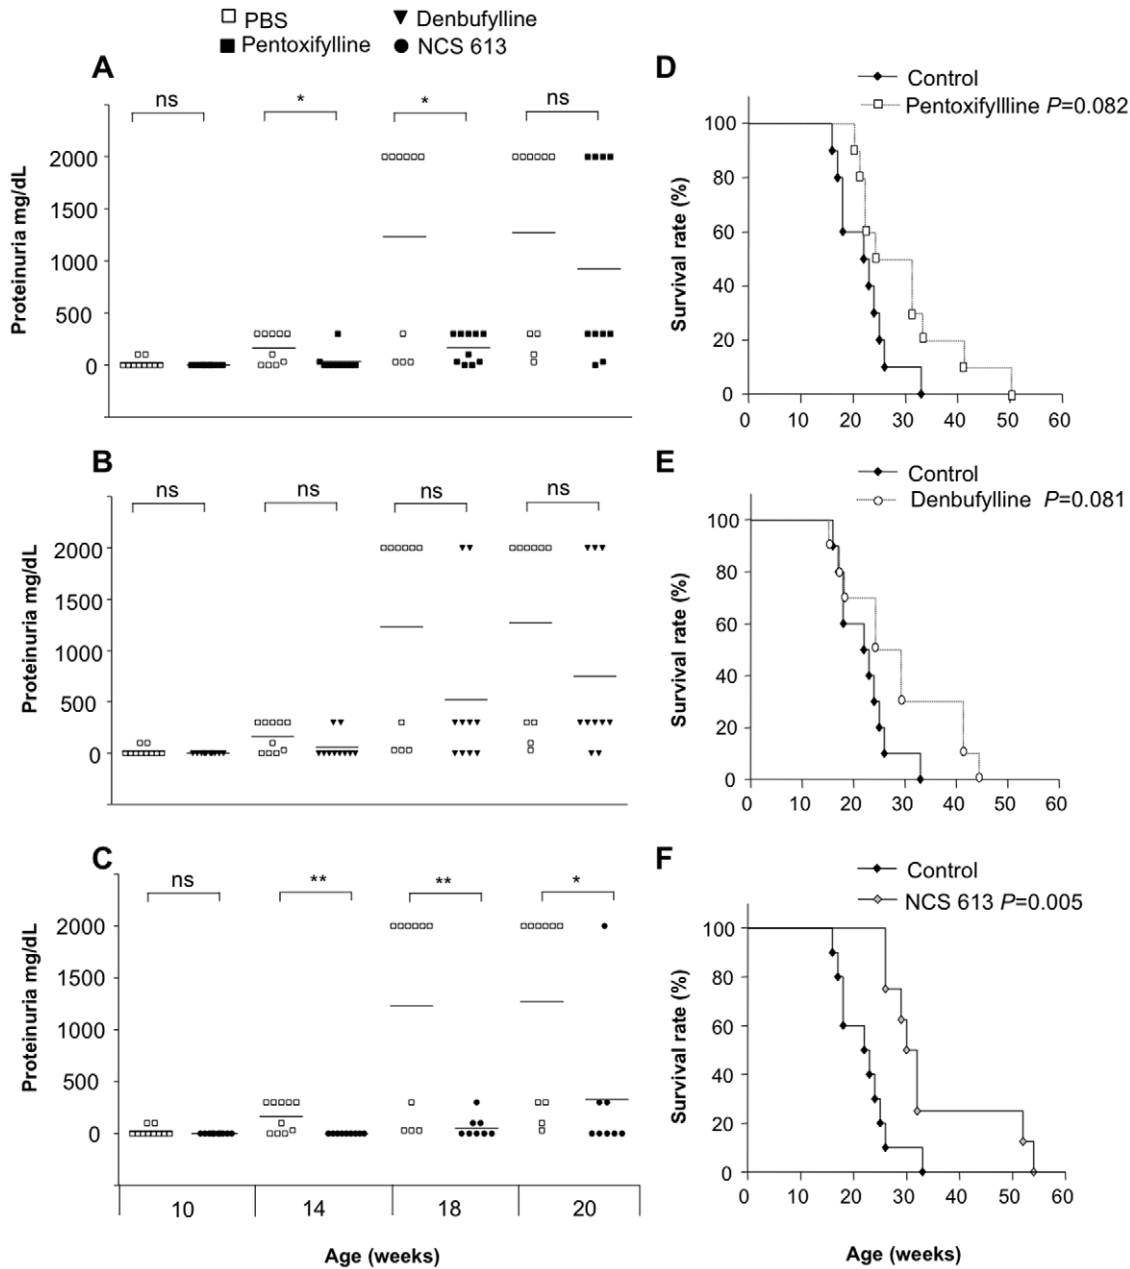 PBS
Denbufylline
Pentoxifylline
NCS 613
A
ns
*
*
ns
Proteinuria mg/dL
2000
1500
1000
500
0
D
Control
Pentoxifyllline P=0.082
Survival rate (%)
100
80
60
40
20
0
0 10 20 30 40 50 60
B
ns
ns
ns
ns
Proteinuria mg/dL
2000
1500
1000
500
0
E
Control
Denbufylline P=0.081
Survival rate (%)
100
80
60
40
20
0
0 10 20 30 40 50 60
C
ns
**
**
*
Proteinuria mg/dL
2000
1500
1000
500
0
10 14 18 20
Age (weeks)
F
Control
NCS 613 P=0.005
Survival rate (%)
100
80
60
40
20
0
0 10 20 30 40 50 60
Age (weeks)